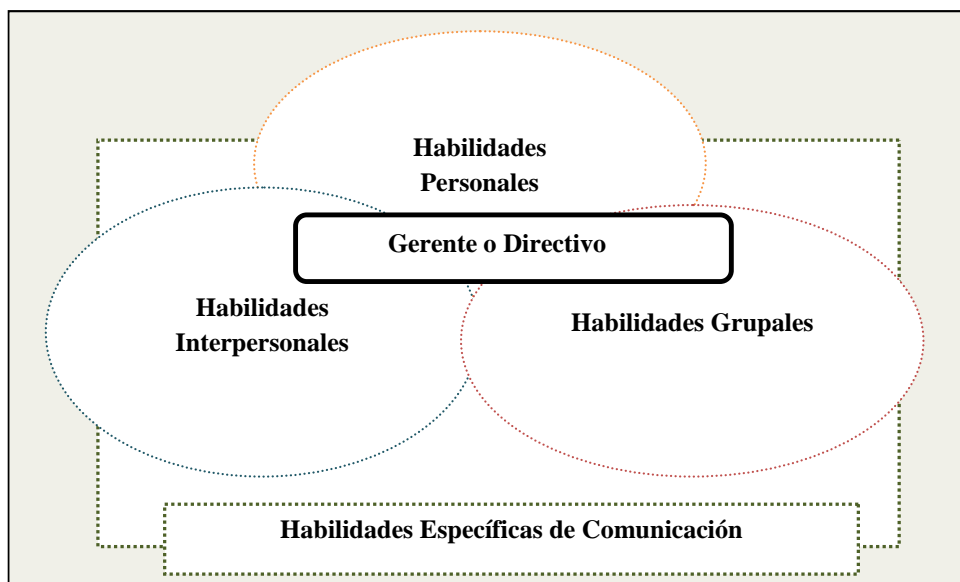 Habilidades
Personales
Gerente o Directivo
Habilidades
Interpersonales
Habilidades Grupales
Habilidades Específicas de Comunicación